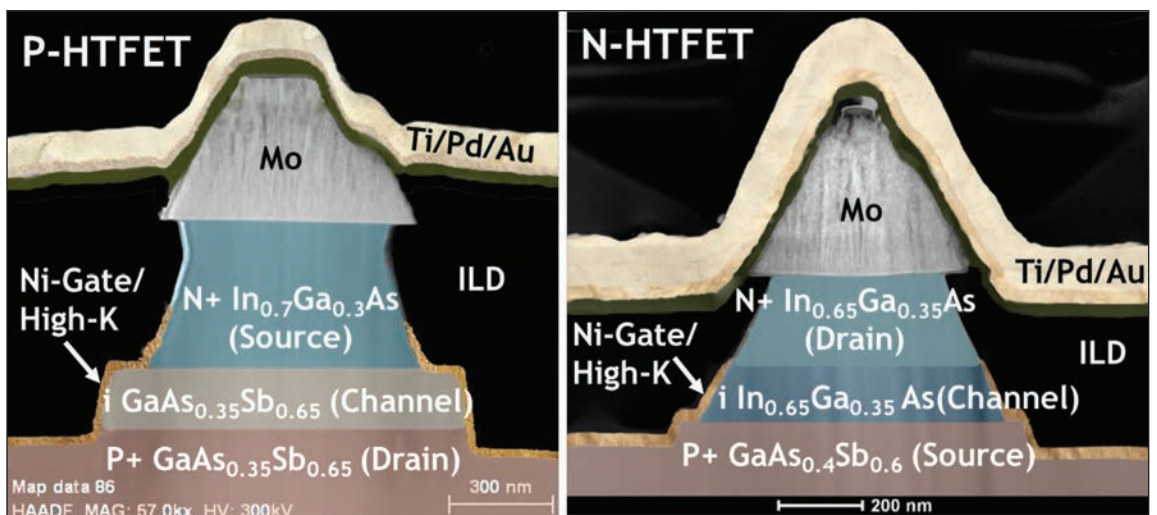 P-HTFET
Ti/Pd/Au
Mo
Ni-Gate/
High-K
ILD
N+ In0.7Ga0.3As
(Source)
i GaAs0.35Sb0.65 (Channel)
P+ GaAs0.35Sb0.65 (Drain)
Map data 86
HAADF MAG: 57.0kx HV: 300kV
300 nm
N-HTFET
Mo
Ti/Pd/Au
N+ In0.65Ga0.35As
(Drain)
Ni-Gate/
High-K
ILD
i In0.65Ga0.35 As(Channel)
P+ GaAs0.4Sb0.6 (Source)
200 nm